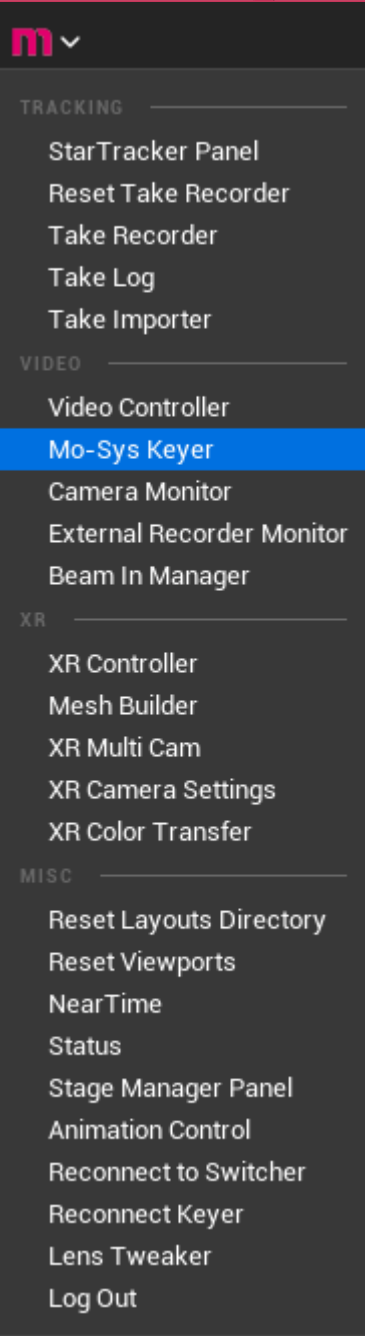 m
TRACKING
StarTracker Panel
Reset Take Recorder
Take Recorder
Take Log
Take Importer
VIDEO
Video Controller
Mo-Sys Keyer
Camera Monitor
External Recorder Monitor
Beam In Manager
XR
XR Controller
Mesh Builder
XR Multi Cam
XR Camera Settings
XR Color Transfer
MISC
Reset Layouts Directory
Reset Viewports
NearTime
Status
Stage Manager Panel
Animation Control
Reconnect to Switcher
Reconnect Keyer
Lens Tweaker
Log Out